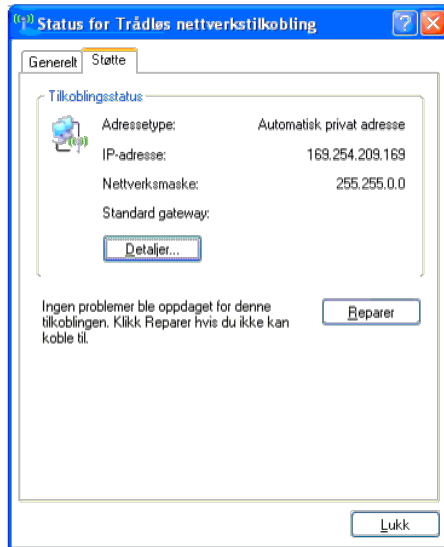 Status for Trådløs nettverkstilkobling
Generelt Støtte
Tilkoblingsstatus
Adressetype: Automatisk privat adresse
IP-adresse: 169.254.209.169
Nettverksmaske: 255.255.0.0
Standard gateway:
Detaljer...
Ingen problemer ble oppdaget for denne
tilkoblingen. Klikk Reparer hvis du ikke kan
koble til.
Reparer
Lukk